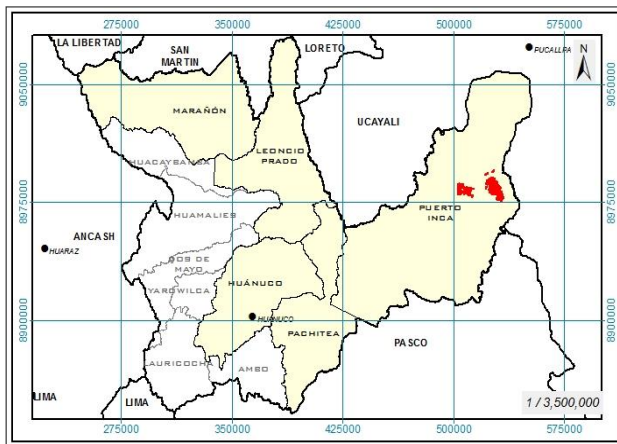 275000 350000 425000 500000 575000
LA LIBERTAD
SAN
MARTIN
LORETO
PUCALLPA
N
9050000
9050000
MARAÑÓN
UCAYALI
LEONCIO
PRADO
HUACAYBAMBA
8975000
8975000
HUAMALIES
PUERTO
INCA
ANCASH
HUARAZ
DOS DE
MAYO
YAROWILCA
HUÁNUCO
HUANUCO
8900000
8900000
PACHITEA
PASCO
LAURICOCHA
AMBO
LIMA
LIMA
1 / 3,500,000
275000 350000 425000 500000 575000